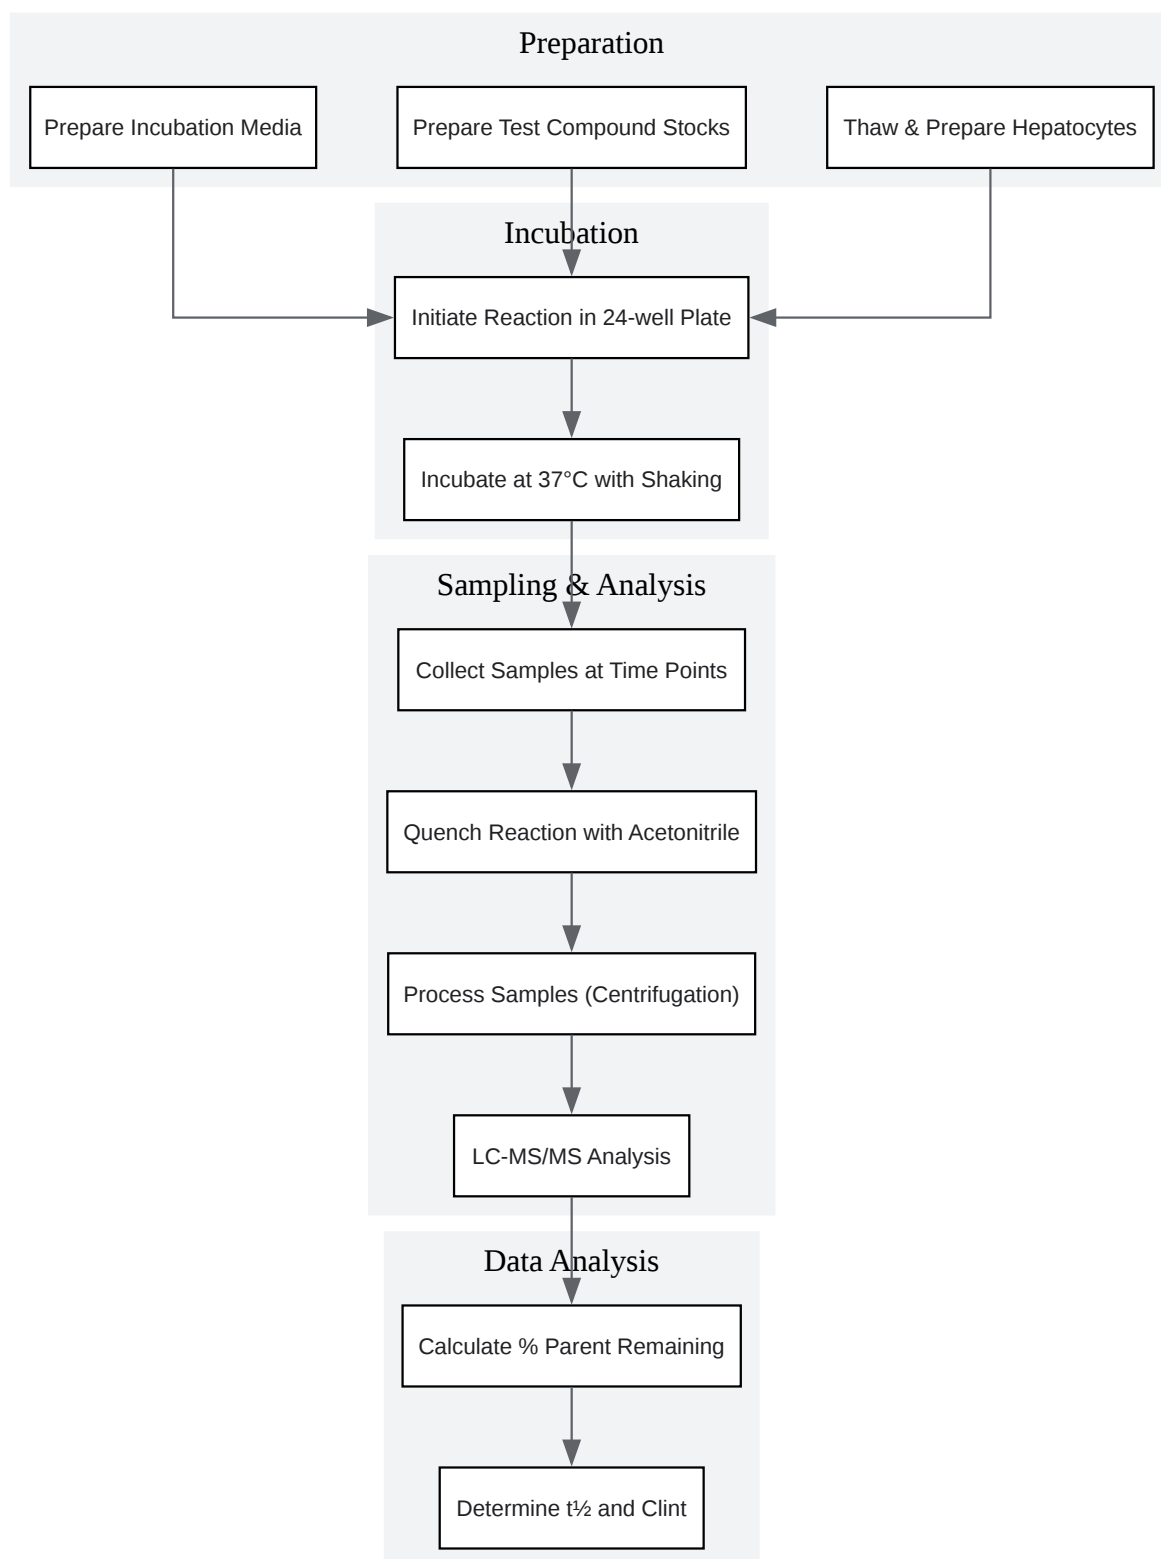 Preparation
Prepare Incubation Media
Prepare Test Compound Stocks
Thaw & Prepare Hepatocytes
Incubation
Initiate Reaction in 24-well Plate
Incubate at 37°C with Shaking
Sampling & Analysis
Collect Samples at Time Points
Quench Reaction with Acetonitrile
Process Samples (Centrifugation)
LC-MS/MS Analysis
Data Analysis
Calculate % Parent Remaining
Determine t½ and Clint